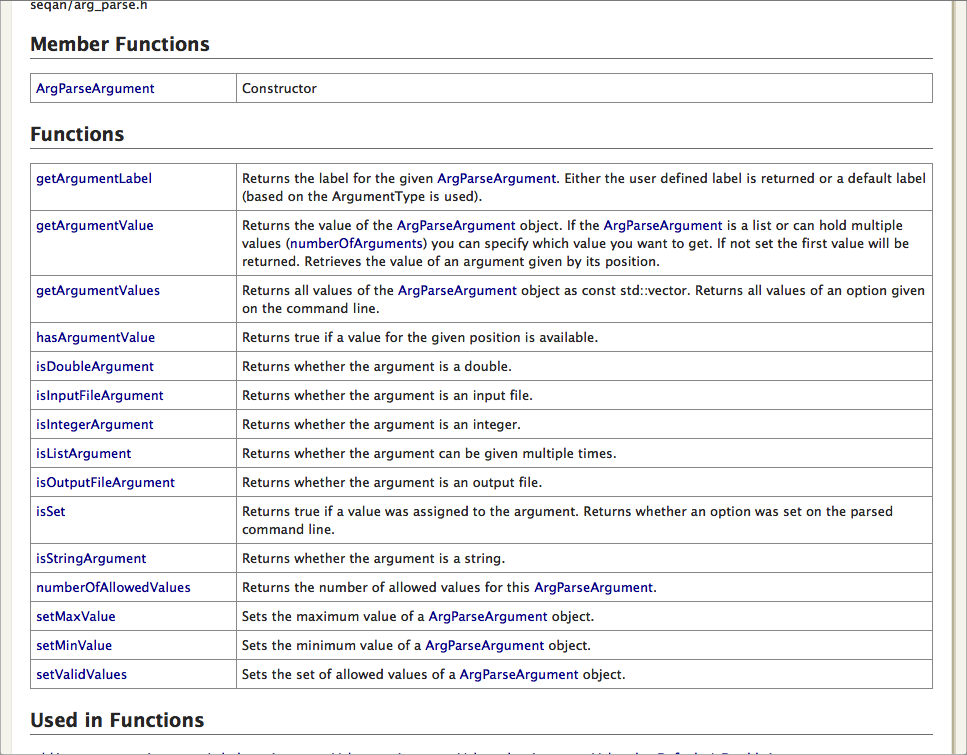 seqan/arg_parse.h
Member Functions
ArgParseArgument Constructor
Functions
getArgumentLabel Returns the label for the given ArgParseArgument. Either the user defined label is returned or a default label
(based on the ArgumentType is used).
getArgumentValue Returns the value of the ArgParseArgument object. If the ArgParseArgument is a list or can hold multiple
values (numberOfArguments) you can specify which value you want to get. If not set the first value will be
returned. Retrieves the value of an argument given by its position.
getArgumentValues Returns all values of the ArgParseArgument object as const std::vector. Returns all values of an option given
on the command line.
hasArgumentValue Returns true if a value for the given position is available.
isDoubleArgument Returns whether the argument is a double.
isInputFileArgument Returns whether the argument is an input file.
isIntegerArgument Returns whether the argument is an integer.
isListArgument Returns whether the argument can be given multiple times.
isOutputFileArgument Returns whether the argument is an output file.
isSet Returns true if a value was assigned to the argument. Returns whether an option was set on the parsed
command line.
isStringArgument Returns whether the argument is a string.
numberOfAllowedValues Returns the number of allowed values for this ArgParseArgument.
setMaxValue Sets the maximum value of a ArgParseArgument object.
setMinValue Sets the minimum value of a ArgParseArgument object.
setValidValues Sets the set of allowed values of a ArgParseArgument object.
Used in Functions